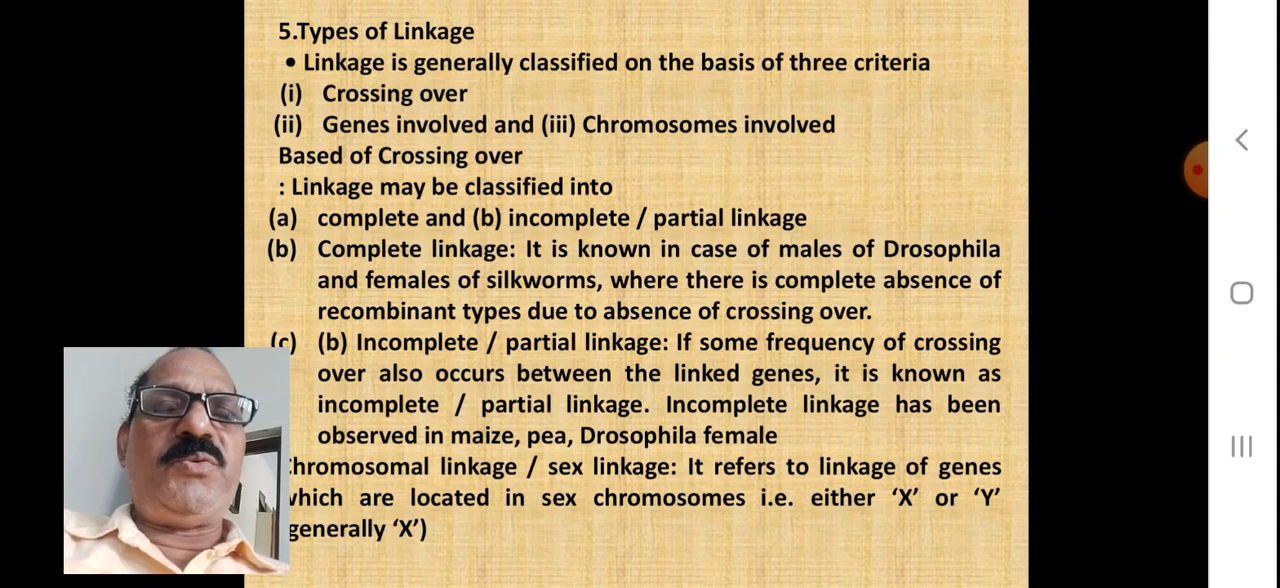 5.Types of Linkage
• Linkage is generally classified on the basis of three criteria
(i) Crossing over
(ii) Genes involved and (iii) Chromosomes involved
Based of Crossing over
: Linkage may be classified into
(a) complete and (b) incomplete / partial linkage
(b) Complete linkage: It is known in case of males of Drosophila
and females of silkworms, where there is complete absence of
recombinant types due to absence of crossing over.
(c) (b) Incomplete / partial linkage: If some frequency of crossing
over also occurs between the linked genes, it is known as
incomplete / partial linkage. Incomplete linkage has been
observed in maize, pea, Drosophila female
hromosomal linkage / sex linkage: It refers to linkage of genes
which are located in sex chromosomes i.e. either ‘X’ or ‘Y’
generally ‘X’)